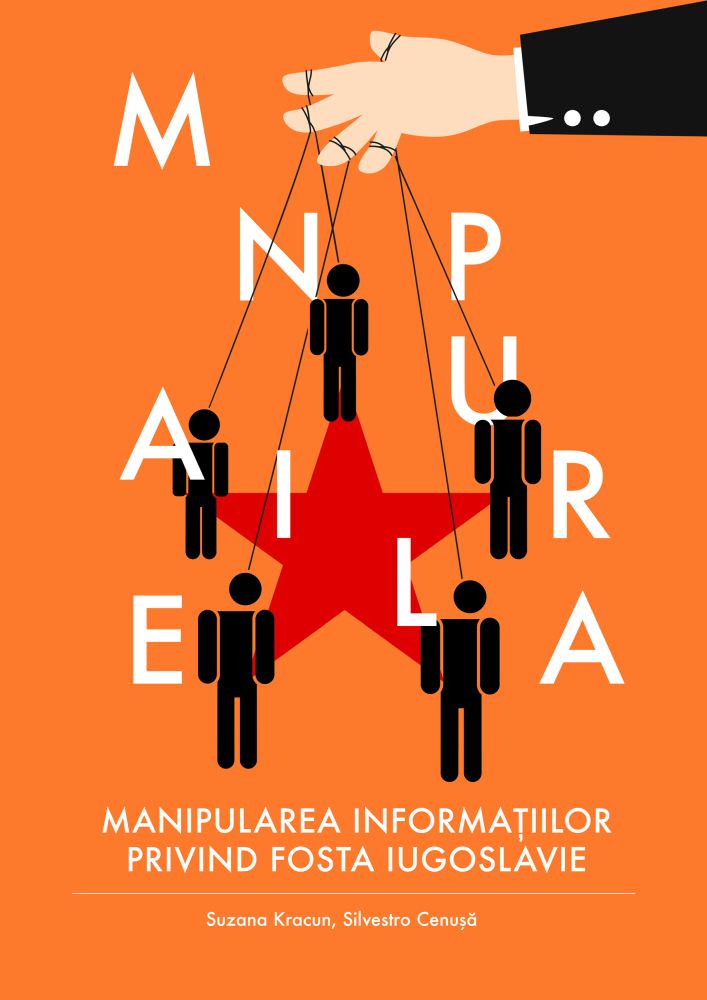 M
N P
U
A I R
L
E A
MANIPULAREA INFORMAȚIILOR
PRIVIND FOSTA IUGOSLAVIE
Suzana Kracun, Silvestro Cenușă